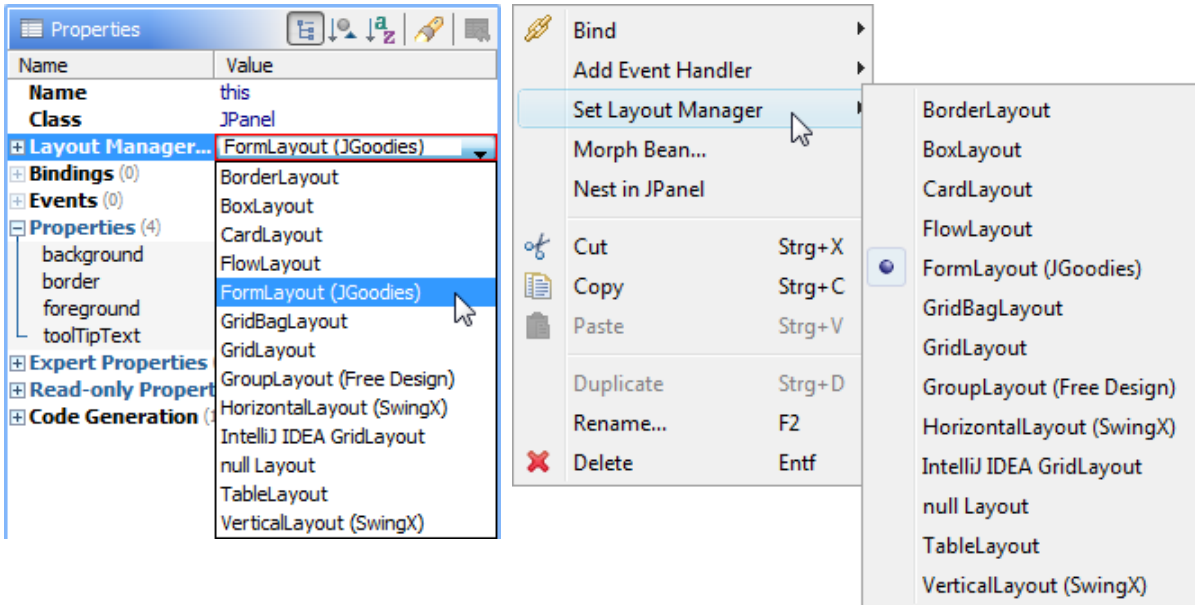 Properties
Name Value
Name this
Class JPanel
Layout Manager... FormLayout (JGoodies)
Bindings (0)
Events (0)
Properties (4)
background
border
foreground
toolTipText
Expert Properties
Read-only Propert
Code Generation
BorderLayout
BoxLayout
CardLayout
FlowLayout
FormLayout (JGoodies)
GridBagLayout
GridLayout
GroupLayout (Free Design)
HorizontalLayout (SwingX)
IntelliJ IDEA GridLayout
null Layout
TableLayout
VerticalLayout (SwingX)
Bind
Add Event Handler
Set Layout Manager
Morph Bean...
Nest in JPanel
Cut Strg+X
Copy Strg+C
Paste Strg+V
Duplicate Strg+D
Rename... F2
Delete Entf
BorderLayout
BoxLayout
CardLayout
FlowLayout
FormLayout (JGoodies)
GridBagLayout
GridLayout
GroupLayout (Free Design)
HorizontalLayout (SwingX)
IntelliJ IDEA GridLayout
null Layout
TableLayout
VerticalLayout (SwingX)